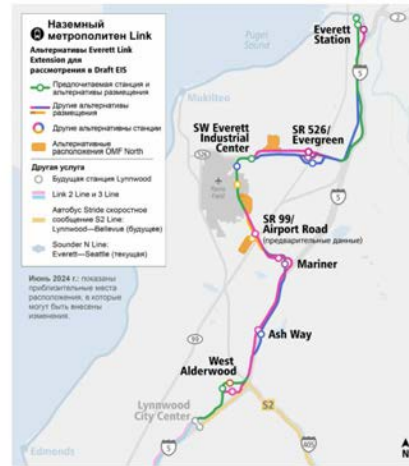 Наземный
метрополитен Link
Альтернативы Everett Link
Extension для
рассмотрения в Draft EIS
Предпочитаемая станция и
альтернативы размещения
Другие альтернативы
размещения
Другие альтернативы станции
Альтернативные
расположения OMF North
Другая услуга
Будущая станция Lynnwood
Link 2 Line и 3 Line
Автобус Stride скоростное
сообщение S2 Line:
Lynnwood—Bellevue (будущее)
Sounder N Line:
Everett—Seattle (текущая)
Июнь 2024 г.: показаны
приблизительные места
расположения, в которые
могут быть внесены
изменения.
Puget
Sound
Everett
Station
2
5
Mukilteo
SW Everett
Industrial
Center
SR 526/
Evergreen
526
Paine
Field
5
SR 99/
Airport Road
(предварительные данные)
Mariner
99
Ash Way
West
Alderwood
Lynnwood
City Center
S2
Edmonds
5
405
N